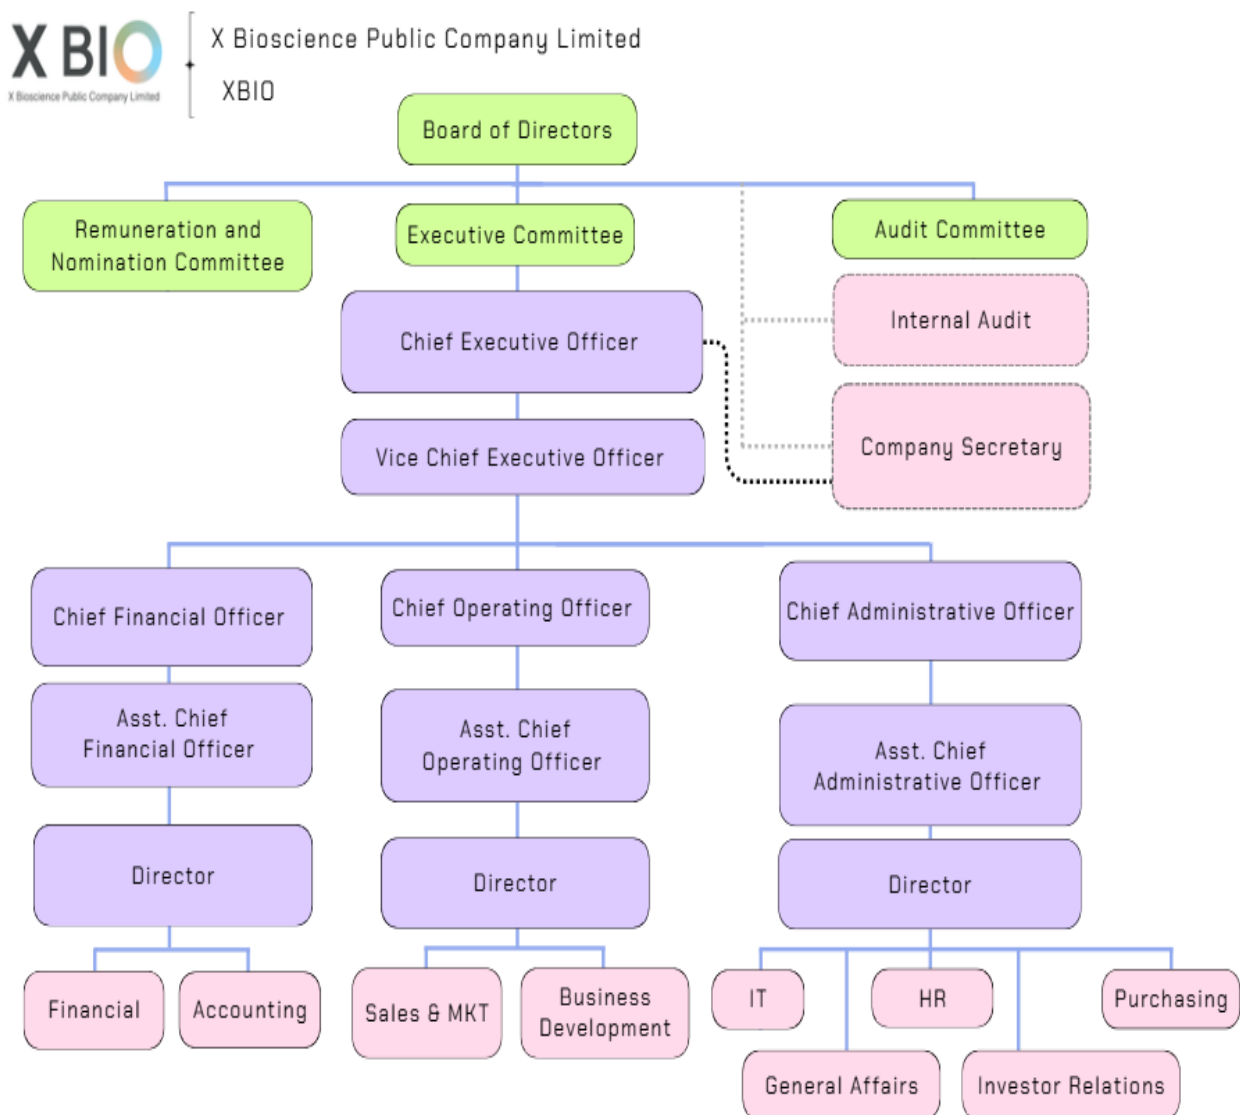 X BIO
X Bioscience Public Company Limited
X Bioscience Public Company Limited
XBIO
Board of Directors
Remuneration and
Nomination Committee
Executive Committee
Audit Committee
Internal Audit
Chief Executive Officer
Company Secretary
Vice Chief Executive Officer
Chief Financial Officer
Chief Operating Officer
Chief Administrative Officer
Asst. Chief
Financial Officer
Asst. Chief
Operating Officer
Asst. Chief
Administrative Officer
Director
Director
Director
Financial
Accounting
Sales & MKT
Business
Development
IT
HR
Purchasing
General Affairs
Investor Relations